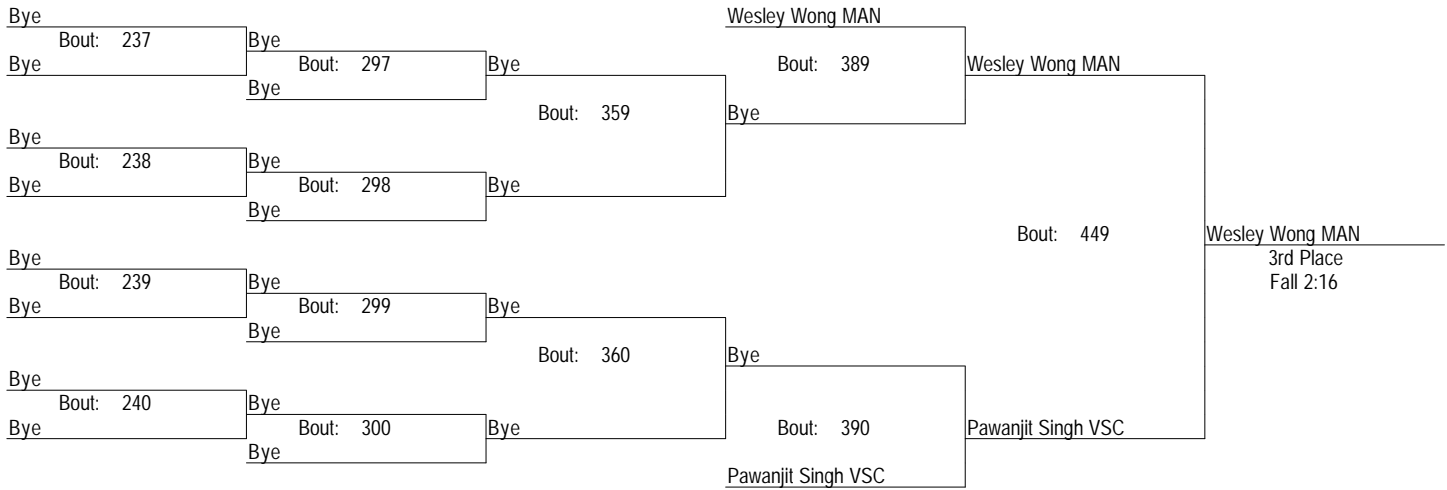 Bye
Wesley Wong MAN
Bout: 237
Bye
Bye
Bout: 297
Bye
Bout: 389
Wesley Wong MAN
Bye
Bout: 359
Bye
Bye
Bout: 238
Bye
Bye
Bout: 298
Bye
Bye
Bout: 449
Wesley Wong MAN
Bye
3rd Place
Bout: 239
Bye
Fall 2:16
Bye
Bout: 299
Bye
Bye
Bout: 360
Bye
Bye
Bout: 240
Bye
Bye
Bout: 300
Bye
Bout: 390
Pawanjit Singh VSC
Bye
Pawanjit Singh VSC